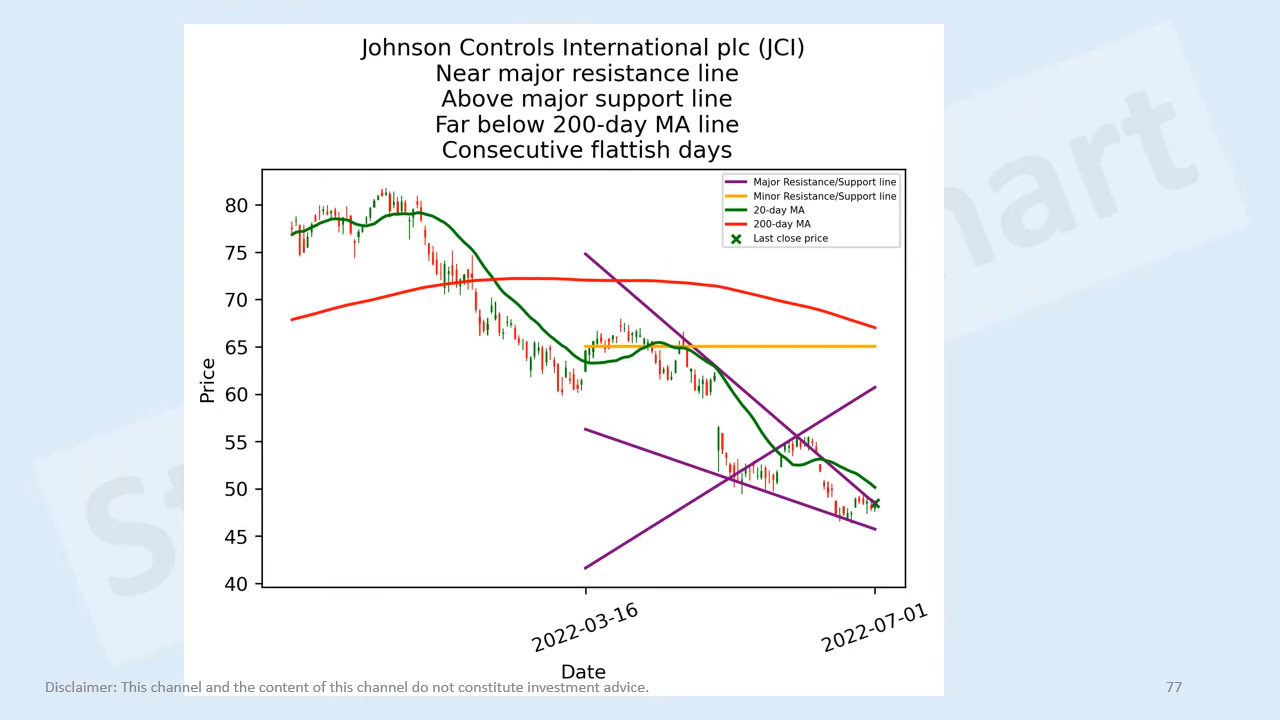 Johnson Controls International plc (JCI)
Near major resistance line
Above major support line
Far below 200-day MA line
Consecutive flattish days
Major Resistance/Support line
Minor Resistance/Support line
20-day MA
200-day MA
Last close price
80
75
70
65
60
55
50
45
40
Price
2022-03-16
2022-07-01
Date
Disclaimer: This channel and the content of this channel do not constitute investment advice.
77